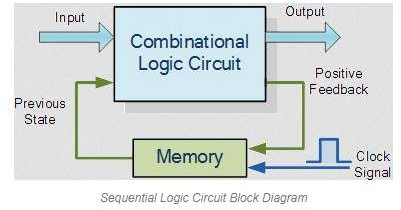 Input
Output
Combinational
Logic Circuit
Positive
Feedback
Previous
State
Memory
Clock
Signal
Sequential Logic Circuit Block Diagram